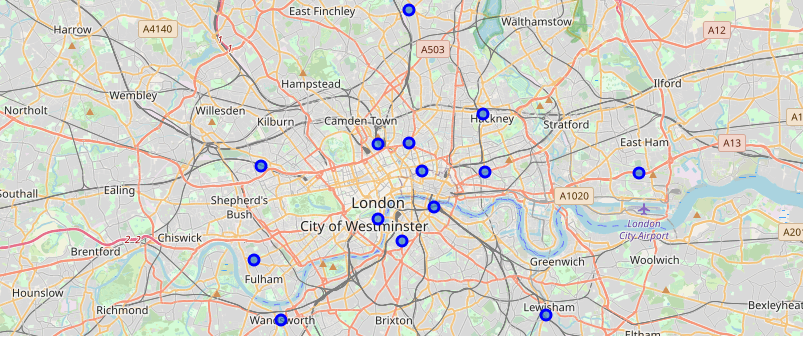 East Finchley
Walthamstow
Harrow
A4140
A12
A503
Hampstead
Ilford
Wembley
Northolt
Willesden
Kilburn
Camden Town
Hackney
Stratford
East Ham
A13
Southall
Ealing
Shepherd's
Bush
London
City of Westminster
A1020
London
City Airport
Chiswick
Brentford
Greenwich
Woolwich
Fulham
Hounslow
Richmond
Wandsworth
Brixton
Lewisham
Bexleyheat
Eltham